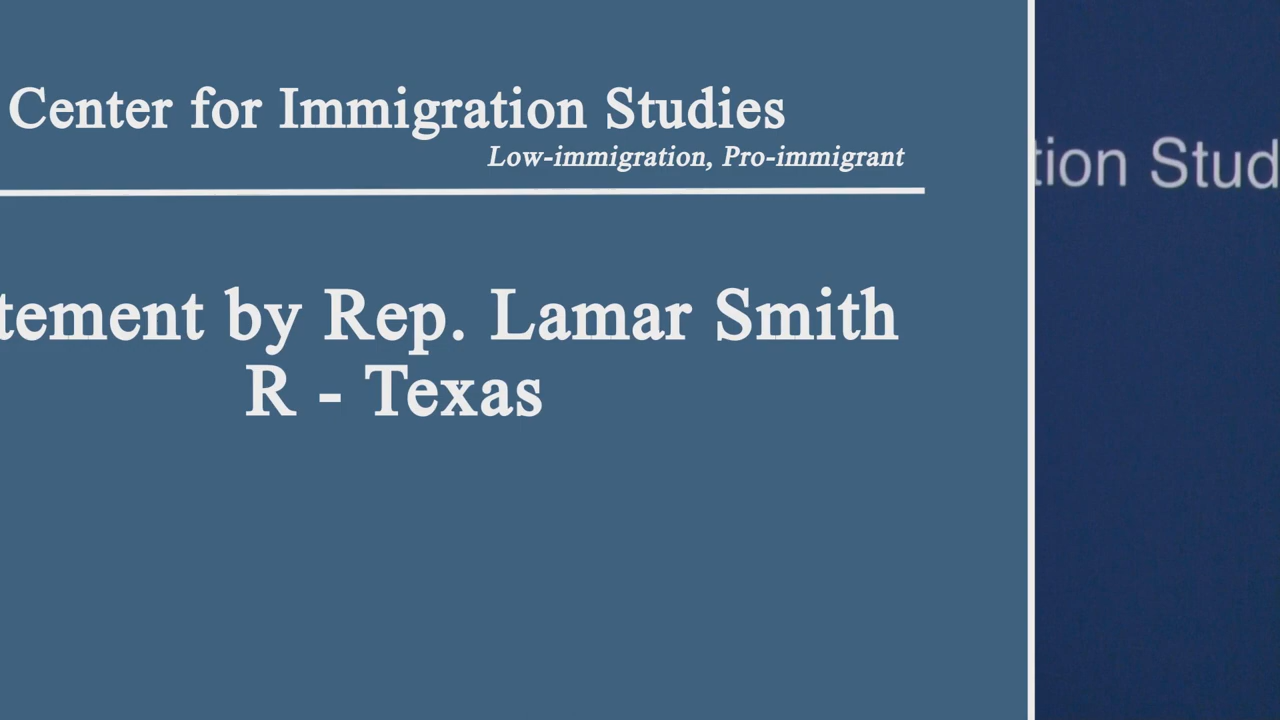 Center for Immigration Studies
Low-immigration, Pro-immigrant
tement by Rep. Lamar Smith
R - Texas
tion Stud